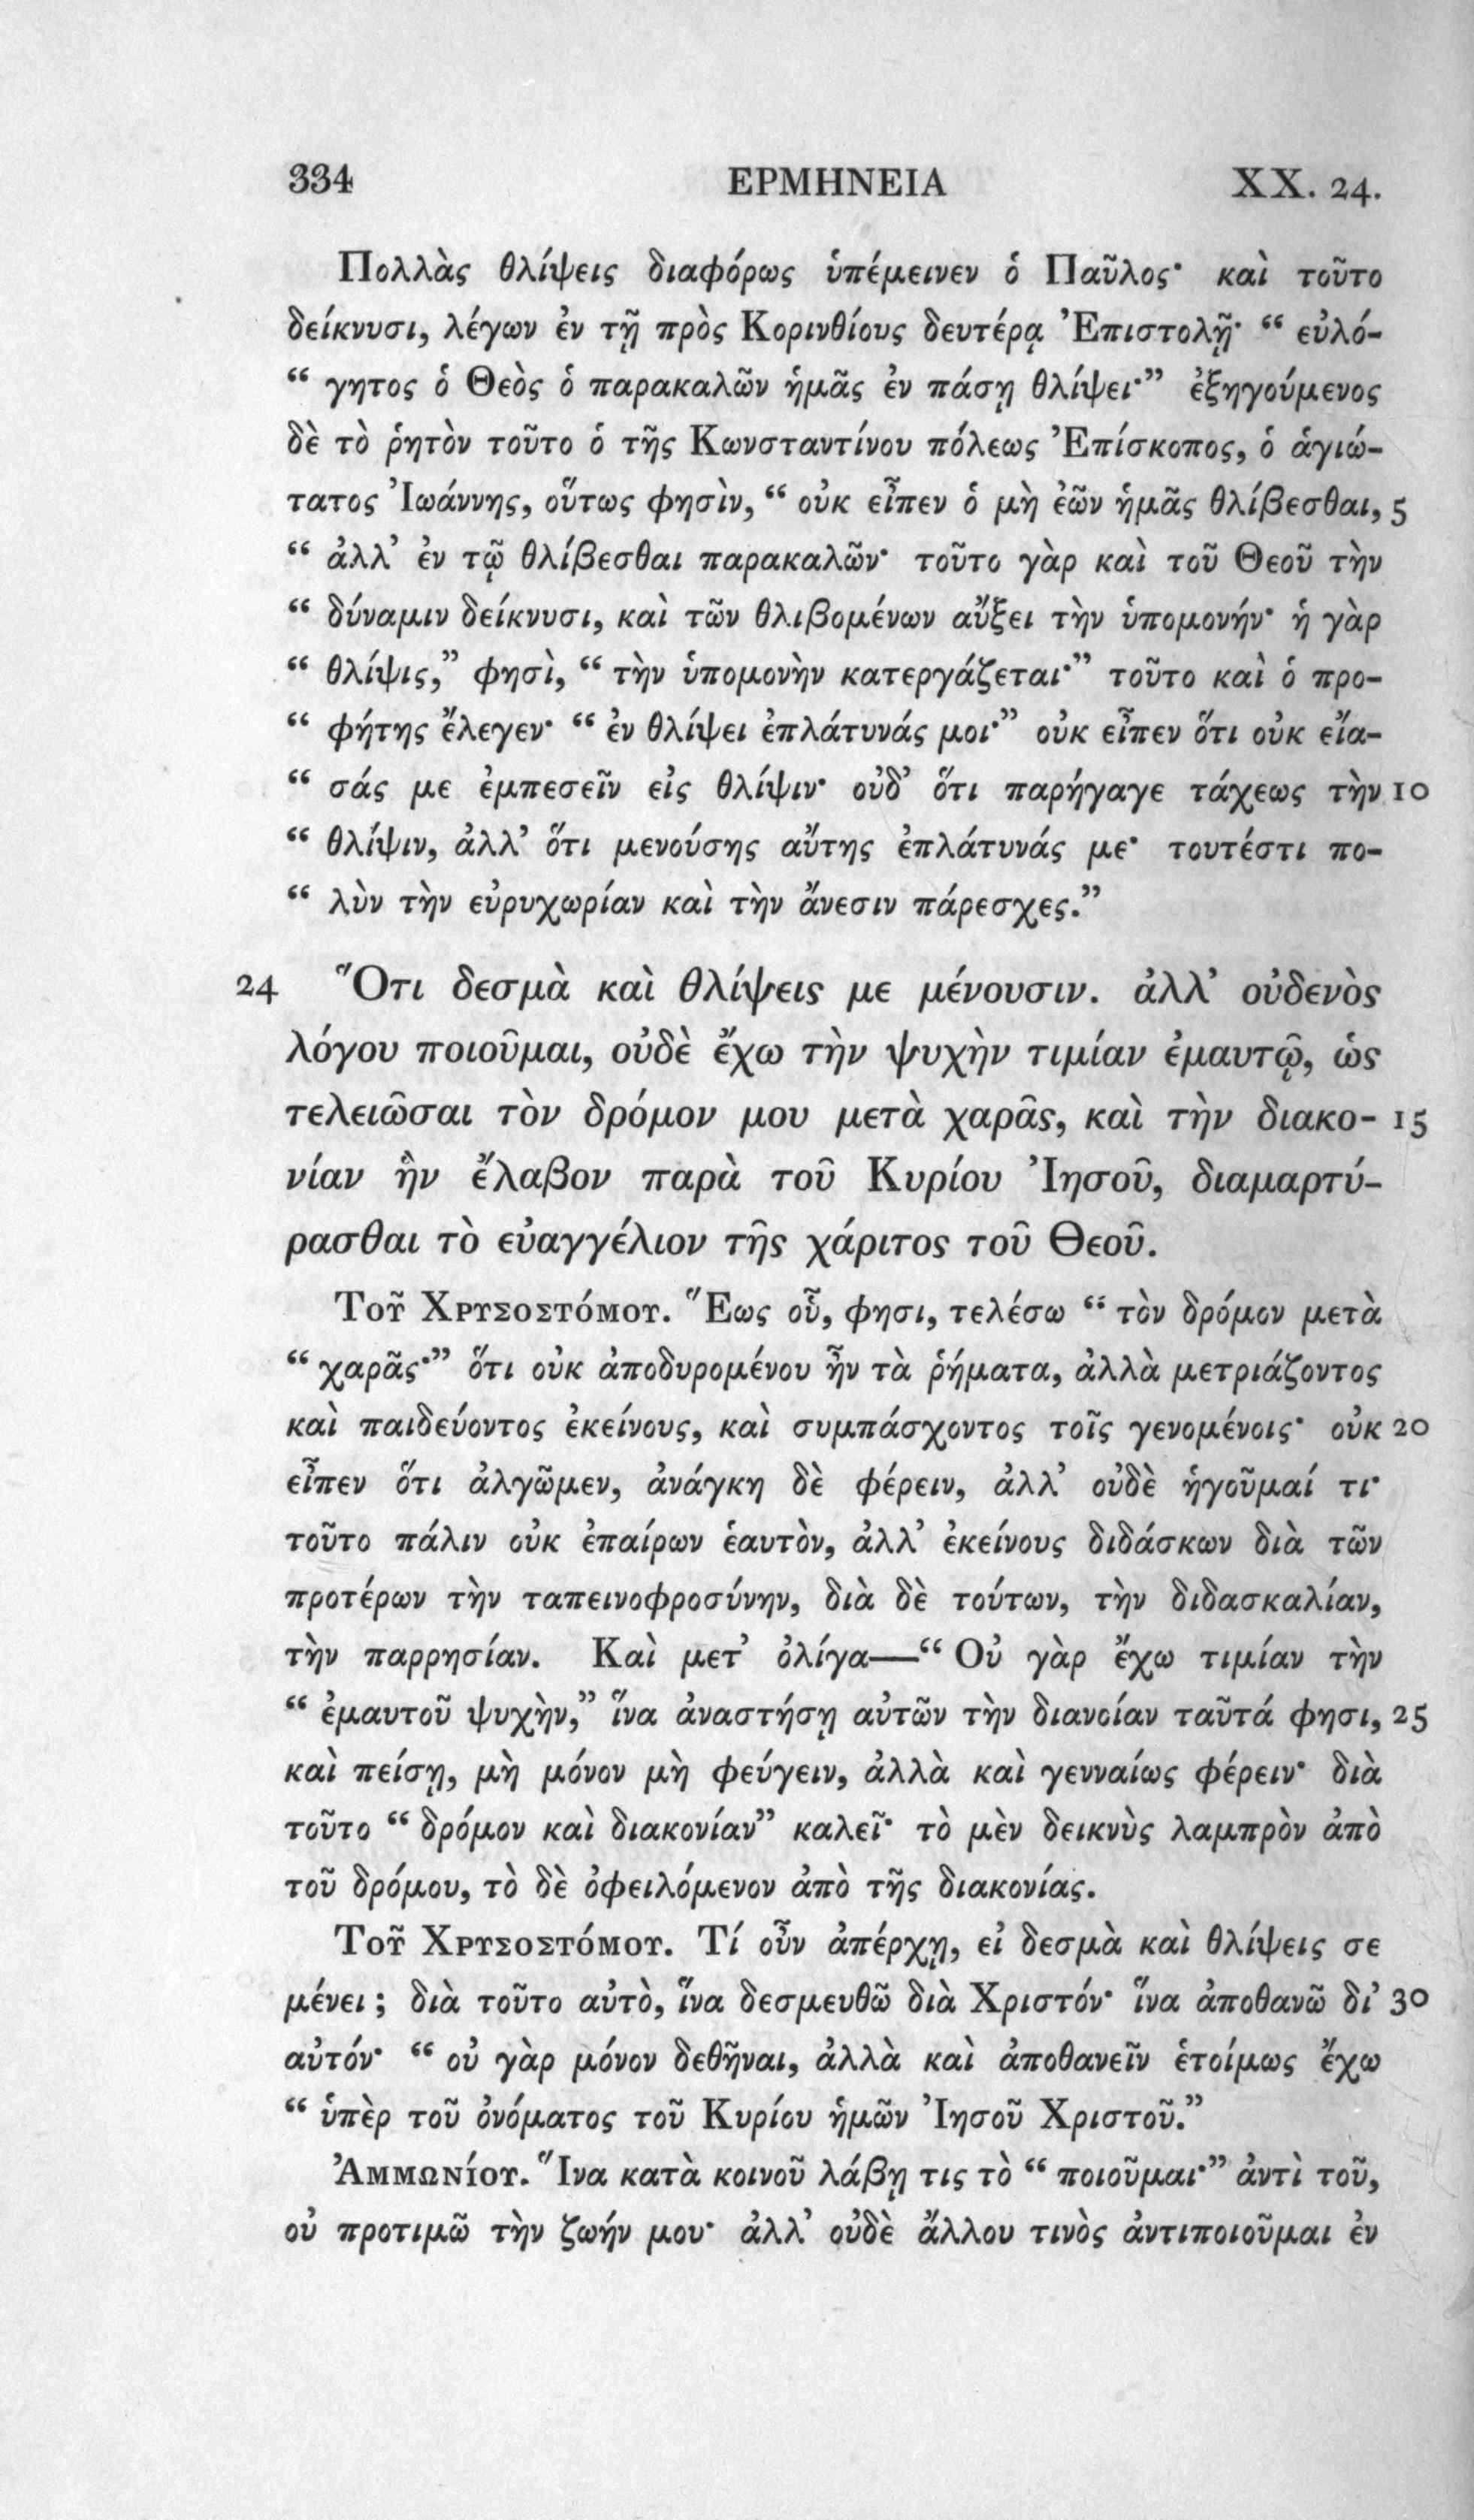 334 ΕΡΜΗΝΕΙΑ XX. 24.
Πολλὰς θλίψεις διαφόρως ὑπέμεινεν ὁ Παῦλος· καὶ τοῦτο
δείκνυσι, λέγων ἐν τῇ πρὸς Κορινθίους δευτέρᾳ Ἐπιστολῇ· “ εὐλό-
“ γητος ὁ Θεὸς ὁ παρακαλῶν ἡμᾶς ἐν πάσῃ θλίψει·” ἐξηγούμενος
δὲ τὸ ῥητὸν τοῦτο ὁ τῆς Κωνσταντίνου πόλεως Ἐπίσκοπος, ὁ ἁγιώ-
τατος Ἰωάννης, οὕτως φησὶν, “ οὐκ εἶπεν ὁ μὴ ἐῶν ἡμᾶς θλίβεσθαι, 5
“ ἀλλ’ ἐν τῷ θλίβεσθαι παρακαλῶν· τοῦτο γὰρ καὶ τοῦ Θεοῦ τὴν
“ δύναμιν δείκνυσι, καὶ τῶν θλιβομένων αὔξει τὴν ὑπομονήν· ἡ γὰρ
“ θλίψις,” φησὶ, “ τὴν ὑπομονὴν κατεργάζεται·” τοῦτο καὶ ὁ προ-
“ φήτης ἔλεγεν· “ ἐν θλίψει ἐπλάτυνάς μοι·” οὐκ εἶπεν ὅτι οὐκ εἴα-
“ σάς με ἐμπεσεῖν εἰς θλίψιν· οὐδ’ ὅτι παρήγαγε τάχεως τὴν 10
“ θλίψιν, ἀλλ’ ὅτι μενούσης αὔτης ἐπλάτυνάς με· τουτέστι πο-
“ λὺν τὴν εὐρυχωρίαν καὶ τὴν ἄνεσιν πάρεσχες.”
24 Ὅτι δεσμὰ καὶ θλίψεις με μένουσιν. ἀλλ’ οὐδενὸς
λόγου ποιοῦμαι, οὐδὲ ἔχω τὴν ψυχὴν τιμίαν ἐμαυτῷ, ὡς
τελειῶσαι τὸν δρόμον μου μετὰ χαρᾶς, καὶ τὴν διακο- 15
νίαν ἣν ἔλαβον παρὰ τοῦ Κυρίου Ἰησοῦ, διαμαρτύ-
ρασθαι τὸ εὐαγγέλιον τῆς χάριτος τοῦ Θεοῦ.
Τοῦ Χρυσοστόμου. Ἕως οὗ, φησι, τελέσω “ τὸν δρόμον μετὰ
“ χαρᾶς·” ὅτι οὐκ ἀποδυρομένου ἦν τὰ ῥήματα, ἀλλὰ μετριάζοντος
καὶ παιδεύοντος ἐκείνους, καὶ συμπάσχοντος τοῖς γενομένοις· οὐκ 20
εἶπεν ὅτι ἀλγῶμεν, ἀνάγκη δὲ φέρειν, ἀλλ’ οὐδὲ ἡγοῦμαί τι·
τοῦτο πάλιν οὐκ ἐπαίρων ἑαυτὸν, ἀλλ’ ἐκείνους διδάσκων διὰ τῶν
προτέρων τὴν ταπεινοφροσύνην, διὰ δὲ τούτων, τὴν διδασκαλίαν,
τὴν παρρησίαν. Καὶ μετ’ ὀλίγα—“ Οὐ γὰρ ἔχω τιμίαν τὴν
“ ἐμαυτοῦ ψυχὴν,” ἵνα ἀναστήσῃ αὐτῶν τὴν διανοίαν ταῦτά φησι, 25
καὶ πείσῃ, μὴ μόνον μὴ φεύγειν, ἀλλὰ καὶ γενναίως φέρειν· διὰ
τοῦτο “ δρόμον καὶ διακονίαν” καλεῖ· τὸ μὲν δεικνὺς λαμπρὸν ἀπὸ
τοῦ δρόμου, τὸ δὲ ὀφειλόμενον ἀπὸ τῆς διακονίας.
Τοῦ Χρυσοστόμου. Τί οὖν ἀπέρχῃ, εἰ δεσμὰ καὶ θλίψεις σε
μένει ; διὰ τοῦτο αὐτὸ, ἵνα δεσμευθῶ διὰ Χριστόν· ἵνα ἀποθανῶ δι’ 30
αὐτόν· “ οὐ γὰρ μόνον δεθῆναι, ἀλλὰ καὶ ἀποθανεῖν ἑτοίμως ἔχω
“ ὑπὲρ τοῦ ὀνόματος τοῦ Κυρίου ἡμῶν Ἰησοῦ Χριστοῦ.”
Ἀμμωνίου. Ἵνα κατὰ κοινοῦ λάβῃ τις τὸ “ ποιοῦμαι·” ἀντὶ τοῦ,
οὐ προτιμῶ τὴν ζωήν μου· ἀλλ’ οὐδὲ ἄλλου τινὸς ἀντιποιοῦμαι ἐν